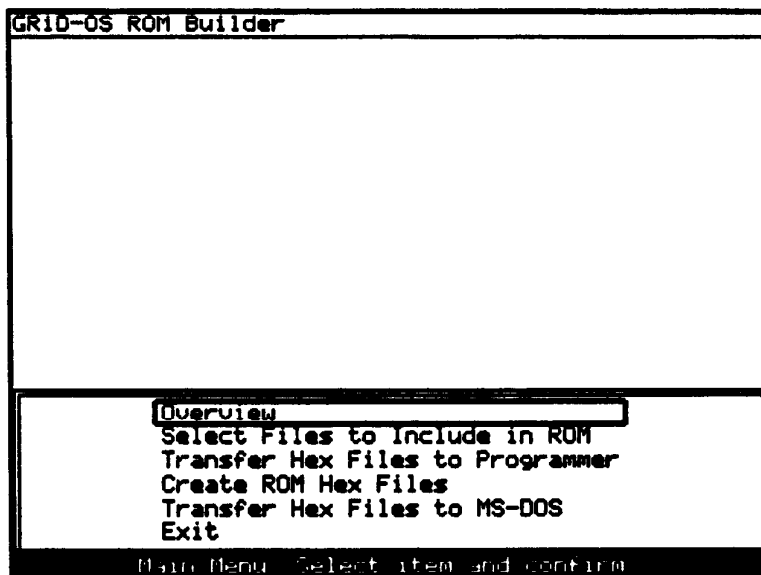 GRiD-OS ROM Builder
Overview
Select Files to Include in ROM
Transfer Hex Files to Programmer
Create ROM Hex Files
Transfer Hex Files to MS-DOS
Exit
Main Menu Select item and confirm